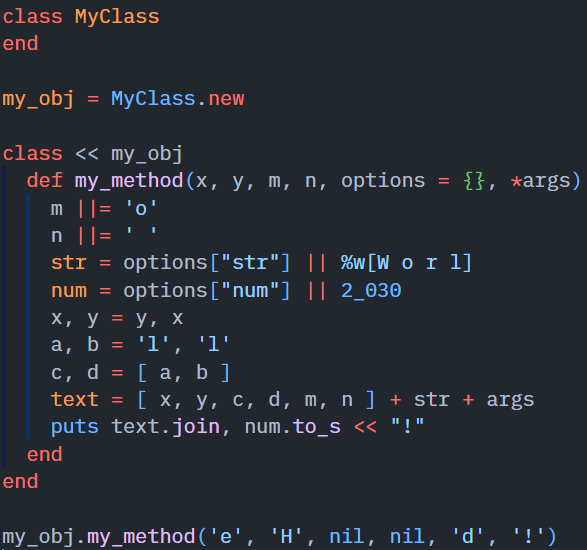 class MyClass
end

my_obj = MyClass.new

class << my_obj
  def my_method(x, y, m, n, options = {}, *args)
    m ||= 'o'
    n ||= ' '
    str = options["str"] || %w[W o r l]
    num = options["num"] || 2_030
    x, y = y, x
    a, b = 'l', 'l'
    c, d = [ a, b ]
    text = [ x, y, c, d, m, n ] + str + args
    puts text.join, num.to_s << "!"
  end
end

my_obj.my_method('e', 'H', nil, nil, 'd', '!')